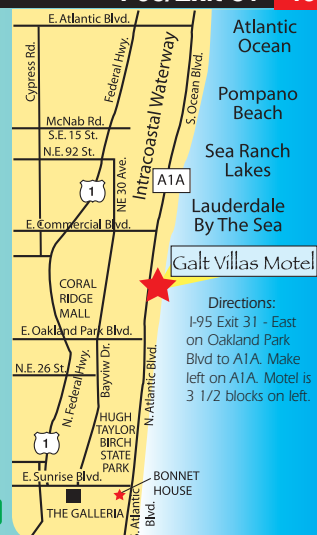 E. Atlantic Blvd.
Cypress Rd.
Federal Hwy.
Intracoastal Waterway
S. Ocean Blvd.
Atlantic
Ocean
Pompano
Beach
McNab Rd.
S.E. 15 St.
N.E. 92 St.
1
NE 30 Ave.
A1A
Sea Ranch
Lakes
Lauderdale
By The Sea
E. Commercial Blvd.
Galt Villas Motel
CORAL
RIDGE
MALL
Directions:
I-95 Exit 31 - East
on Oakland Park
Blvd to A1A. Make
left on A1A. Motel is
3 1/2 blocks on left.
E. Oakland Park Blvd.
N.E. 26 St.
N. Federal Hwy.
Bayview Dr.
N. Atlantic Blvd.
HUGH
TAYLOR
BIRCH
STATE
PARK
1
E. Sunrise Blvd.
BONNET
HOUSE
THE GALLERIA
Atlantic
Blvd.